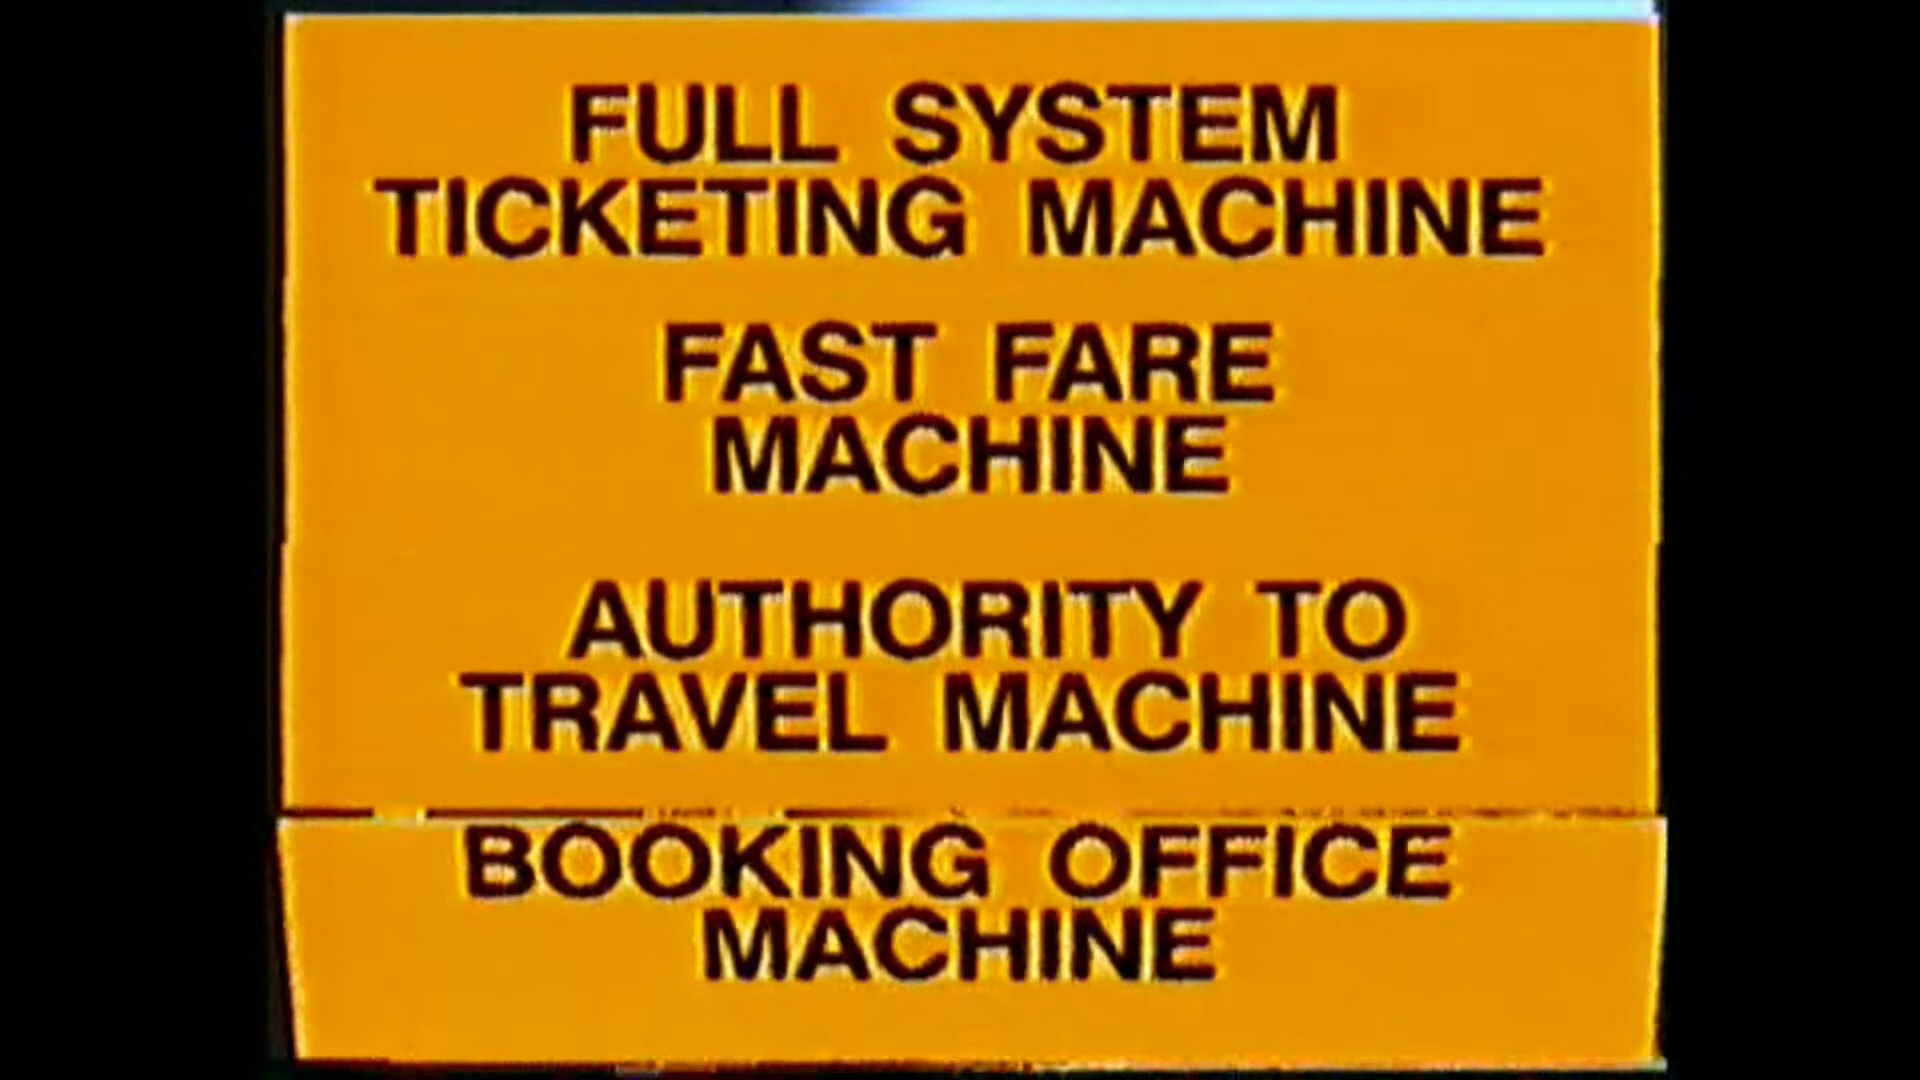 FULL SYSTEM
TICKETING MACHINE
FAST FARE
MACHINE
AUTHORITY TO
TRAVEL MACHINE
BOOKING OFFICE
MACHINE